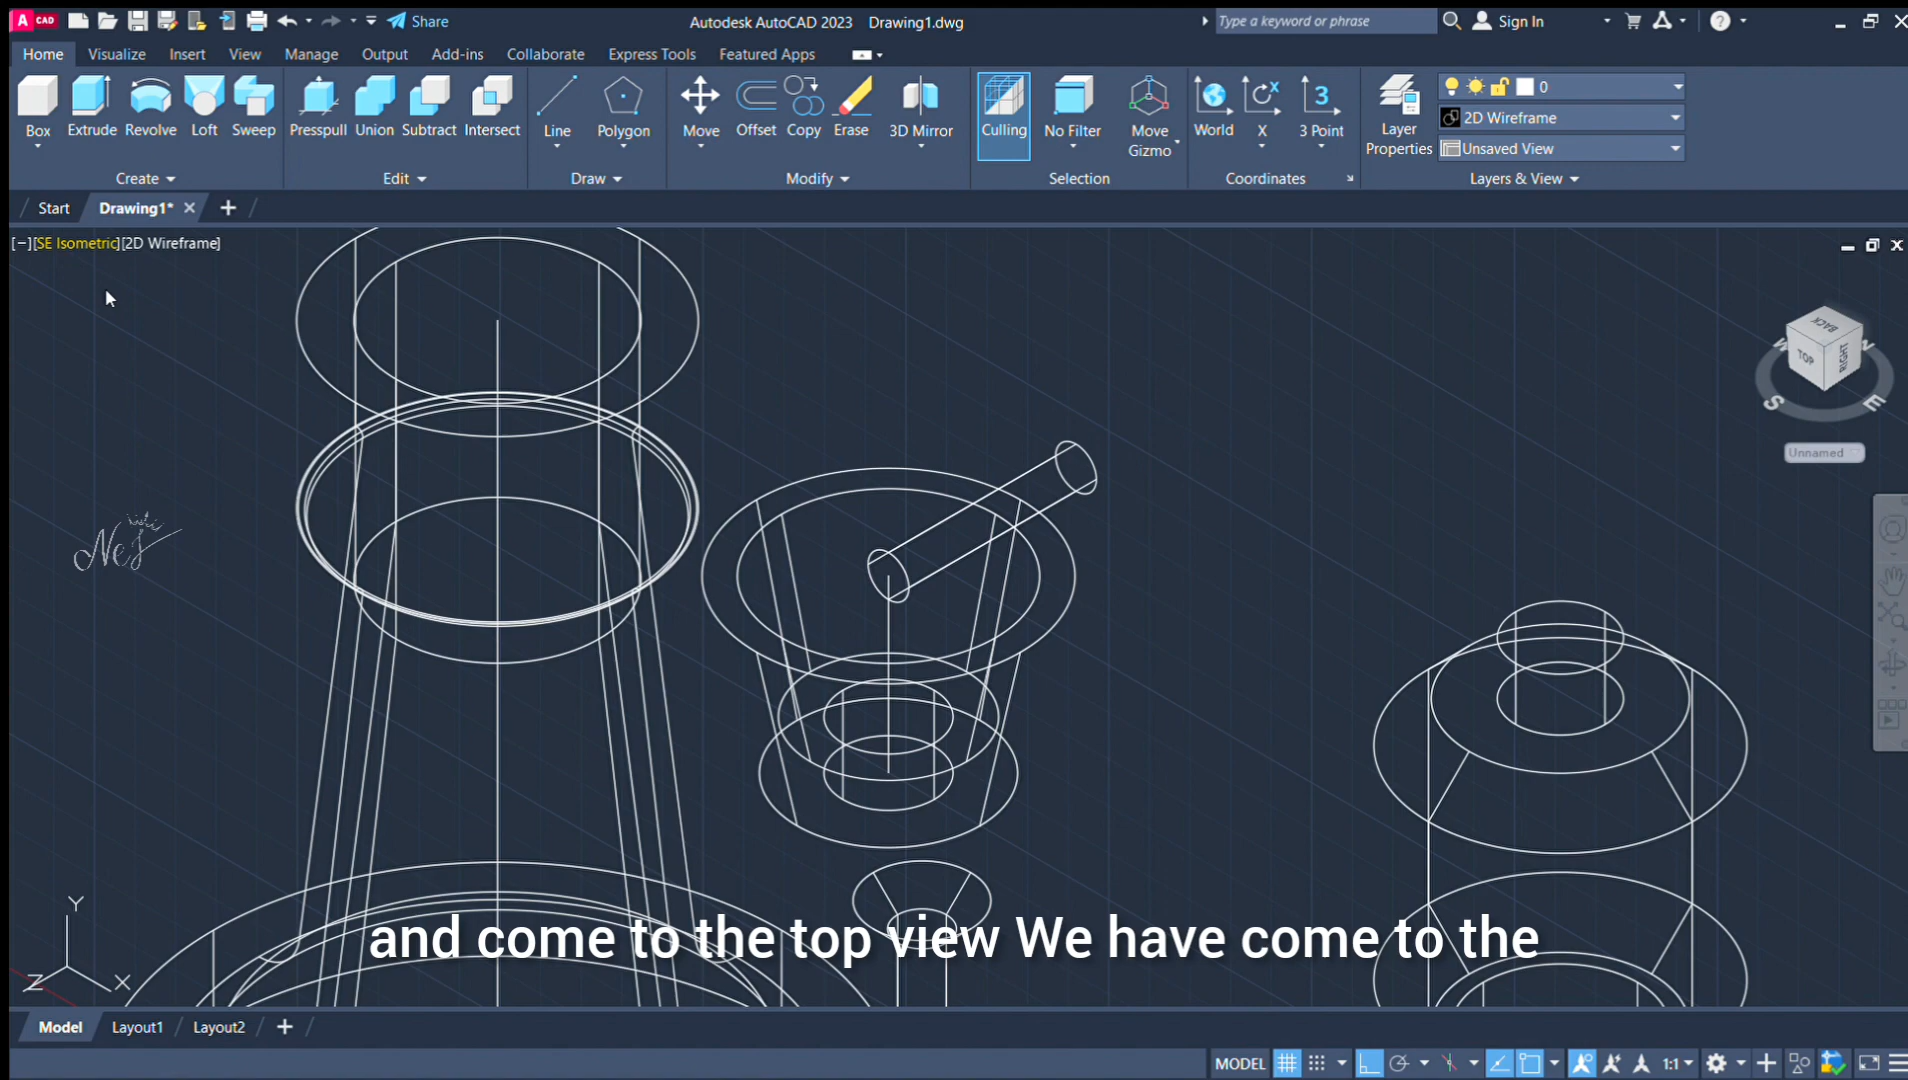 A CAD Share Autodesk AutoCAD 2023 Drawing1.dwg Type a keyword or phrase Sign In
Home Visualize Insert View Manage Output Add-ins Collaborate Express Tools Featured Apps
Box Extrude Revolve Loft Sweep Presspull Union Subtract Intersect Line Polygon Move Offset Copy Erase 3D Mirror Culling No Filter Move Gizmo World X 3 Point Layer Properties
0
2D Wireframe
Unsaved View
Create Edit Draw Modify Selection Coordinates Layers & View
Start Drawing1* +
[−][SE Isometric][2D Wireframe]
BACK
TOP RIGHT
W N
S E
Unnamed
Nes
Y
Z X
and come to the top view We have come to the
Model Layout1 Layout2 +
MODEL 1:1